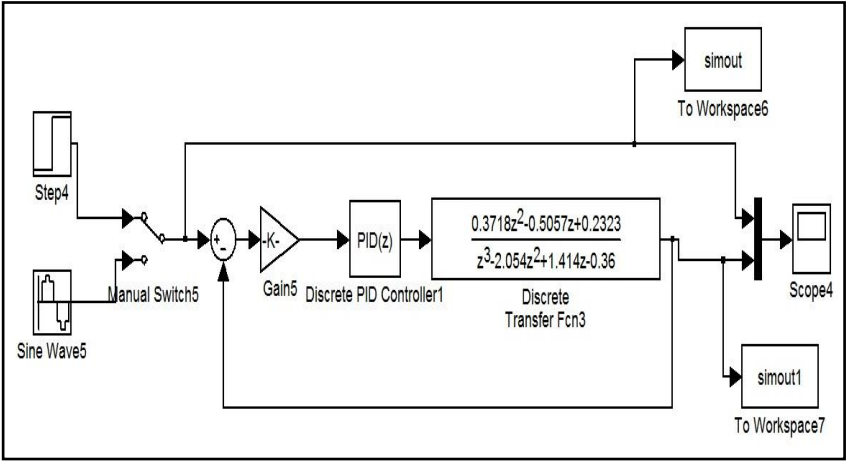 simout
To Workspace6
Step4
+
-
-K-
PID(z)
0.3718z2-0.5057z+0.2323
z3-2.054z2+1.414z-0.36
Manual Switch5
Gain5
Discrete PID Controller1
Discrete
Transfer Fcn3
Scope4
Sine Wave5
simout1
To Workspace7